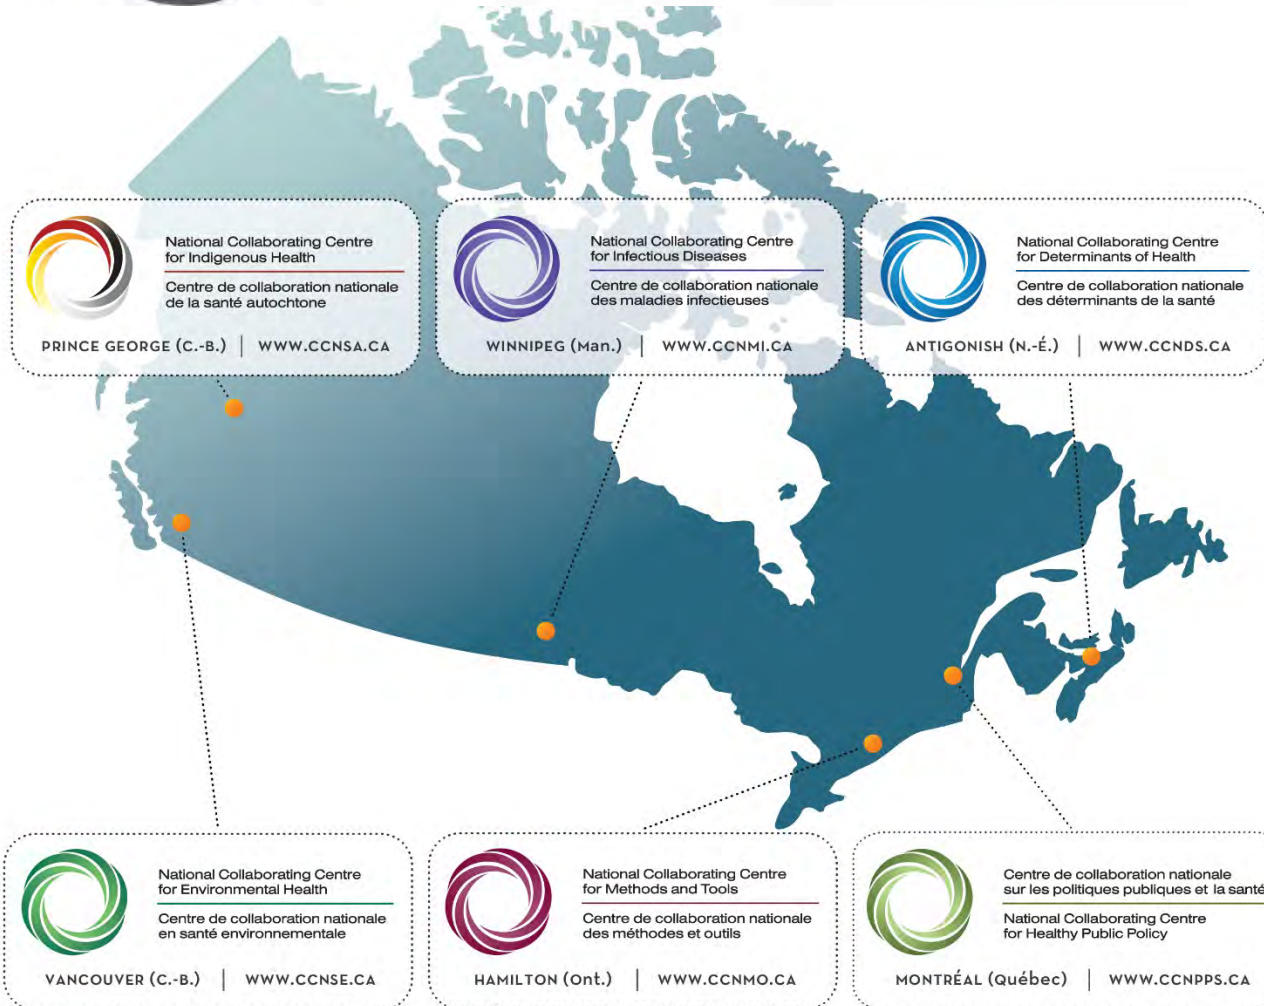 National Collaborating Centre
for Indigenous Health
Centre de collaboration nationale
de la santé autochtone
PRINCE GEORGE (C.-B.) | WWW.CCNSA.CA
National Collaborating Centre
for Infectious Diseases
Centre de collaboration nationale
des maladies infectieuses
WINNIPEG (Man.) | WWW.CCNMI.CA
National Collaborating Centre
for Determinants of Health
Centre de collaboration nationale
des déterminants de la santé
ANTIGONISH (N.-É.) | WWW.CCNDS.CA
National Collaborating Centre
for Environmental Health
Centre de collaboration nationale
en santé environnementale
VANCOUVER (C.-B.) | WWW.CCNSE.CA
National Collaborating Centre
for Methods and Tools
Centre de collaboration nationale
des méthodes et outils
HAMILTON (Ont.) | WWW.CCNMO.CA
Centre de collaboration nationale
sur les politiques publiques et la santé
National Collaborating Centre
for Healthy Public Policy
MONTRÉAL (Québec) | WWW.CCNPPS.CA